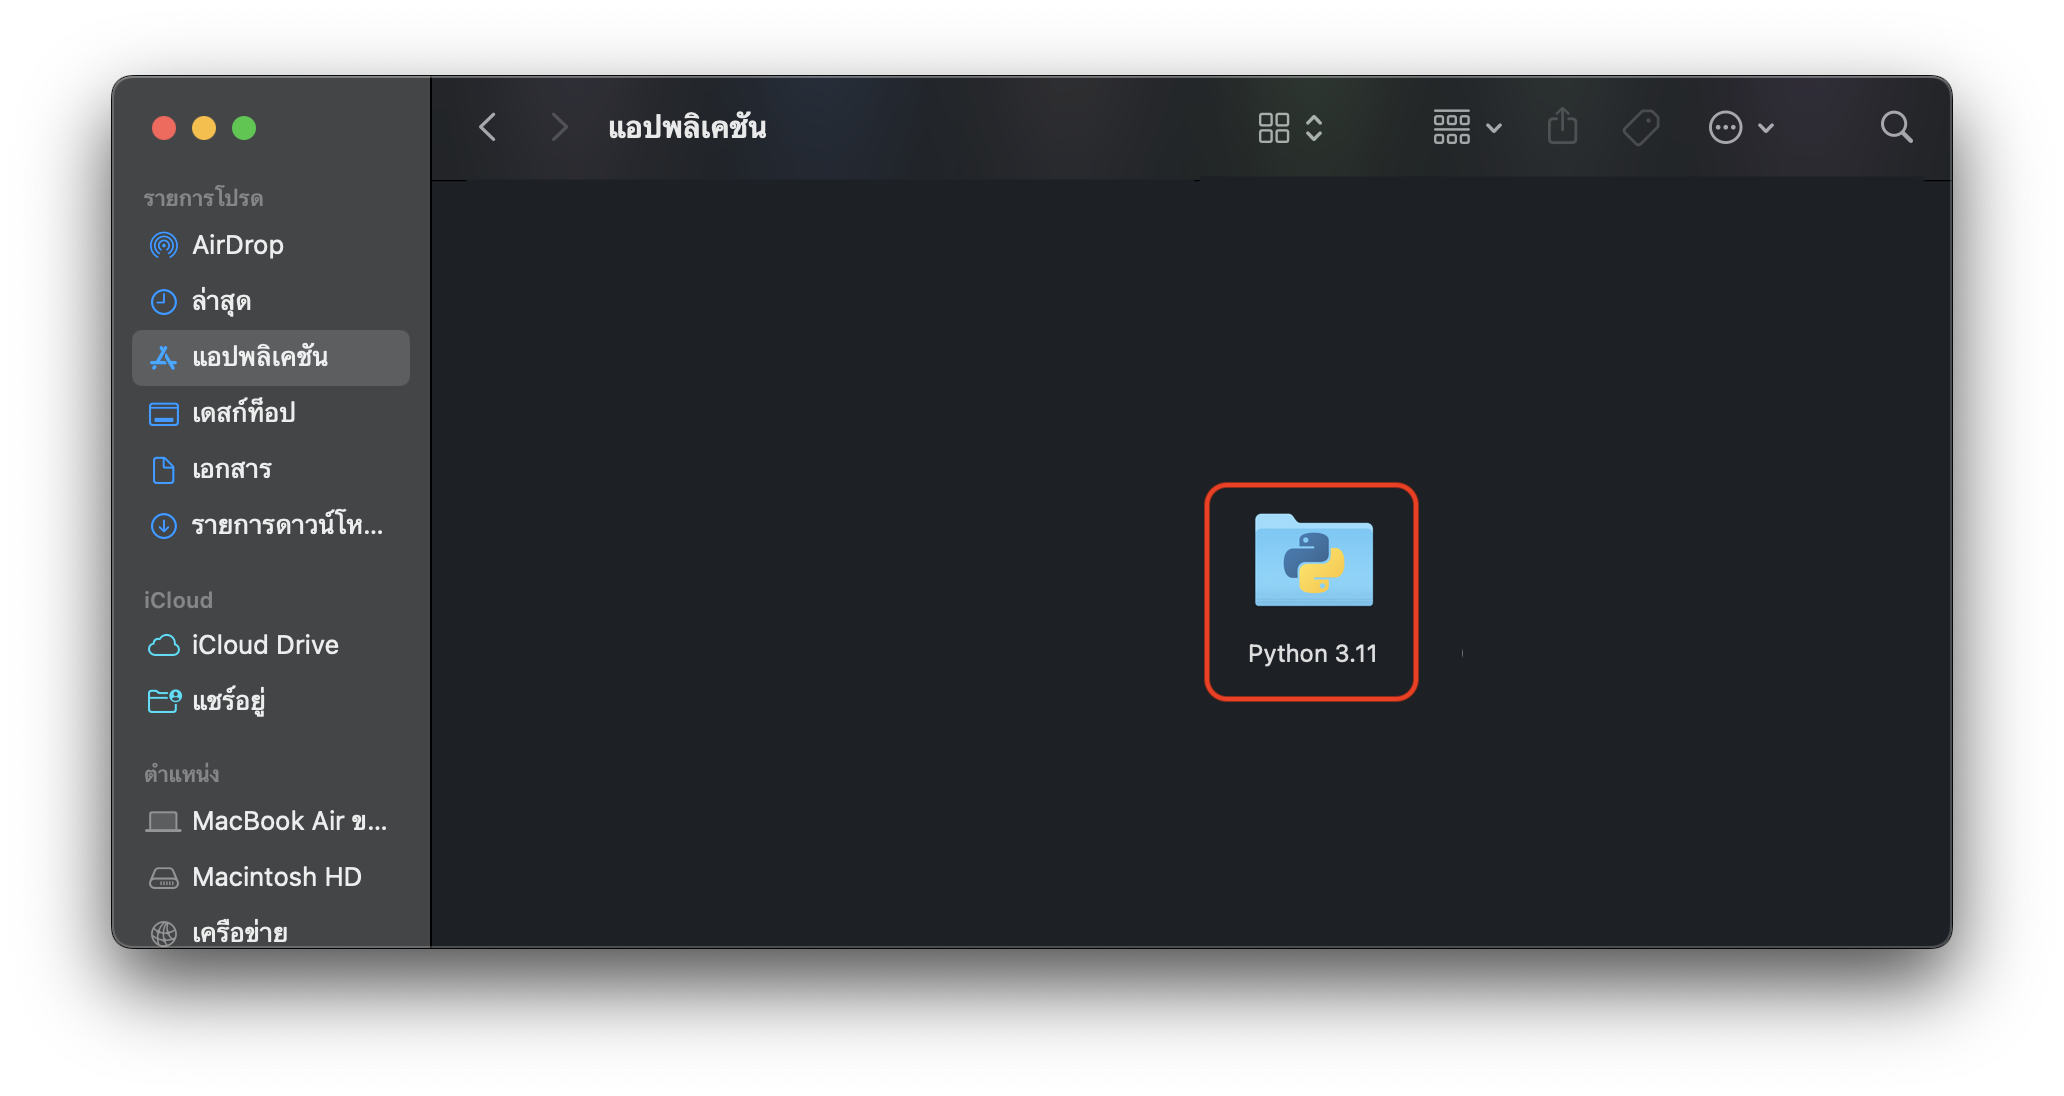 แอปพลิเคชัน
รายการโปรด
AirDrop
ล่าสุด
แอปพลิเคชัน
เดสก์ท็อป
เอกสาร
รายการดาวน์โห...
iCloud
iCloud Drive
แชร์อยู่
ตำแหน่ง
MacBook Air ข...
Macintosh HD
เครือข่าย
Python 3.11